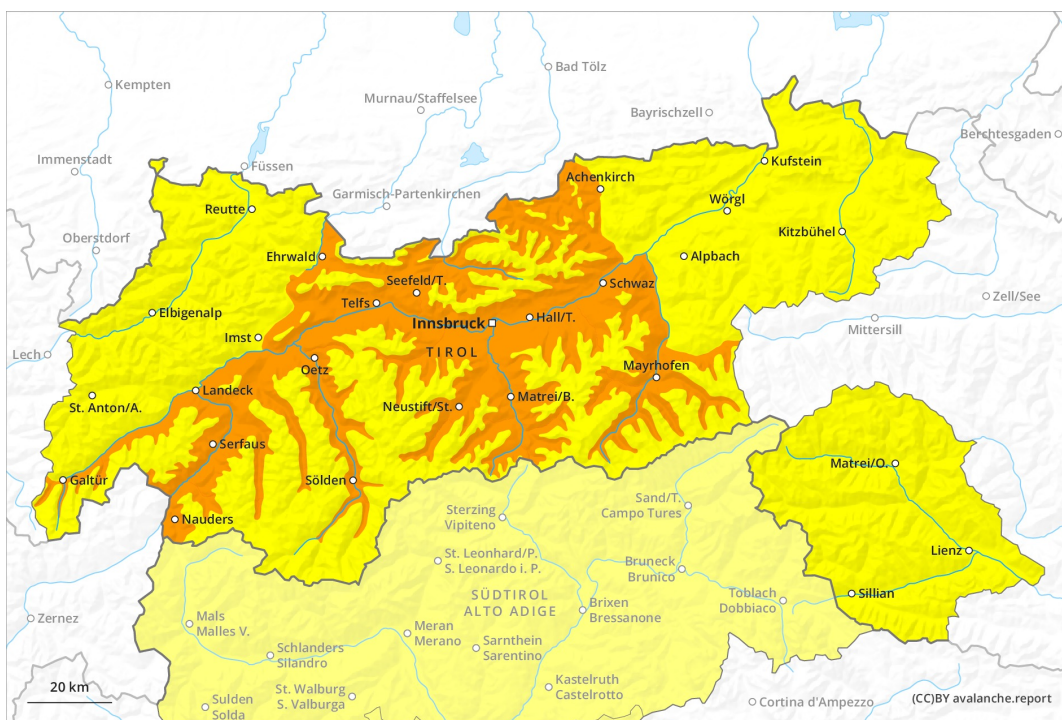 Kempten
Bad Tölz
Murnau/Staffelsee
Bayrischzell
Berchtesgaden
Immenstadt
Füssen
Kufstein
Achenkirch
Garmisch-Partenkirchen
Wörgl
Reutte
Kitzbühel
Oberstdorf
Ehrwald
Alpbach
Seefeld/T.
Schwaz
Zell/See
Telfs
Elbigenalp
Innsbruck
Hall/T.
Mittersill
Imst
Lech
TIROL
Oetz
Mayrhofen
Landeck
St. Anton/A.
Neustift/St.
Matrei/B.
Serfaus
Matrei/O.
Galtür
Sölden
Sand/T.
Campo Tures
Sterzing
Vipiteno
Nauders
Lienz
St. Leonhard/P.
S. Leonardo i. P.
Bruneck
Brunico
SÜDTIROL
ALTO ADIGE
Toblach
Dobbiaco
Sillian
Brixen
Bressanone
Zernez
Mals
Malles V.
Meran
Merano
Sarnthein
Sarentino
Schlanders
Silandro
Kastelruth
Castelrotto
20 km
St. Walburg
S. Valburga
Sulden
Solda
Cortina d'Ampezzo
(CC)BY avalanche.report